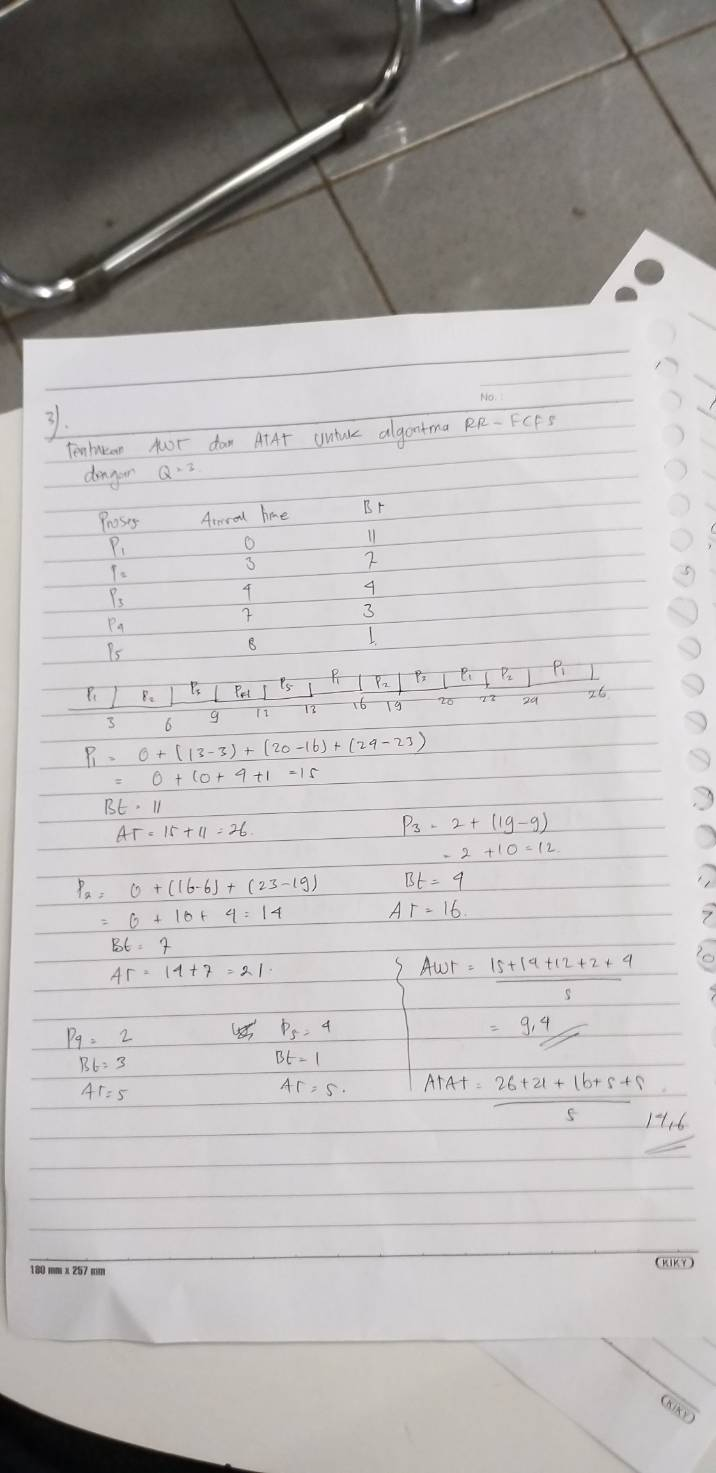 No. :
3).
Tentukan AWT dan ATAT untuk algoritma RR - FCFS
dengan Q = 3.
Proses Arrival time Bt
P1 0 11
P2 3 7
P3 4 4
P4 7 3
P5 8 1
P1 P2 P3 P4 P5 P1 P2 P3 P1 P2 P1
3 6 9 12 13 16 19 20 23 24 26
P1 = 0 + (13-3) + (20-16) + (24-23)
= 0 + 10 + 4 + 1 = 15
Bt = 11
AT = 15 + 11 = 26.
P3 = 2 + (19-9)
= 2 + 10 = 12.
Bt = 4
AT = 16.
P2 = 0 + (16-6) + (23-19)
= 0 + 10 + 4 = 14
Bt = 7
AT = 14 + 7 = 21.
AWT = 15+14+12+2+4
5
= 9,4
P4 = 2
Bt = 3
AT = 5
P5 = 4
Bt = 1
AT = 5.
ATAT = 26+21+16+5+5
5
14,6
180 mm x 257 mm
KIKY
KIKY